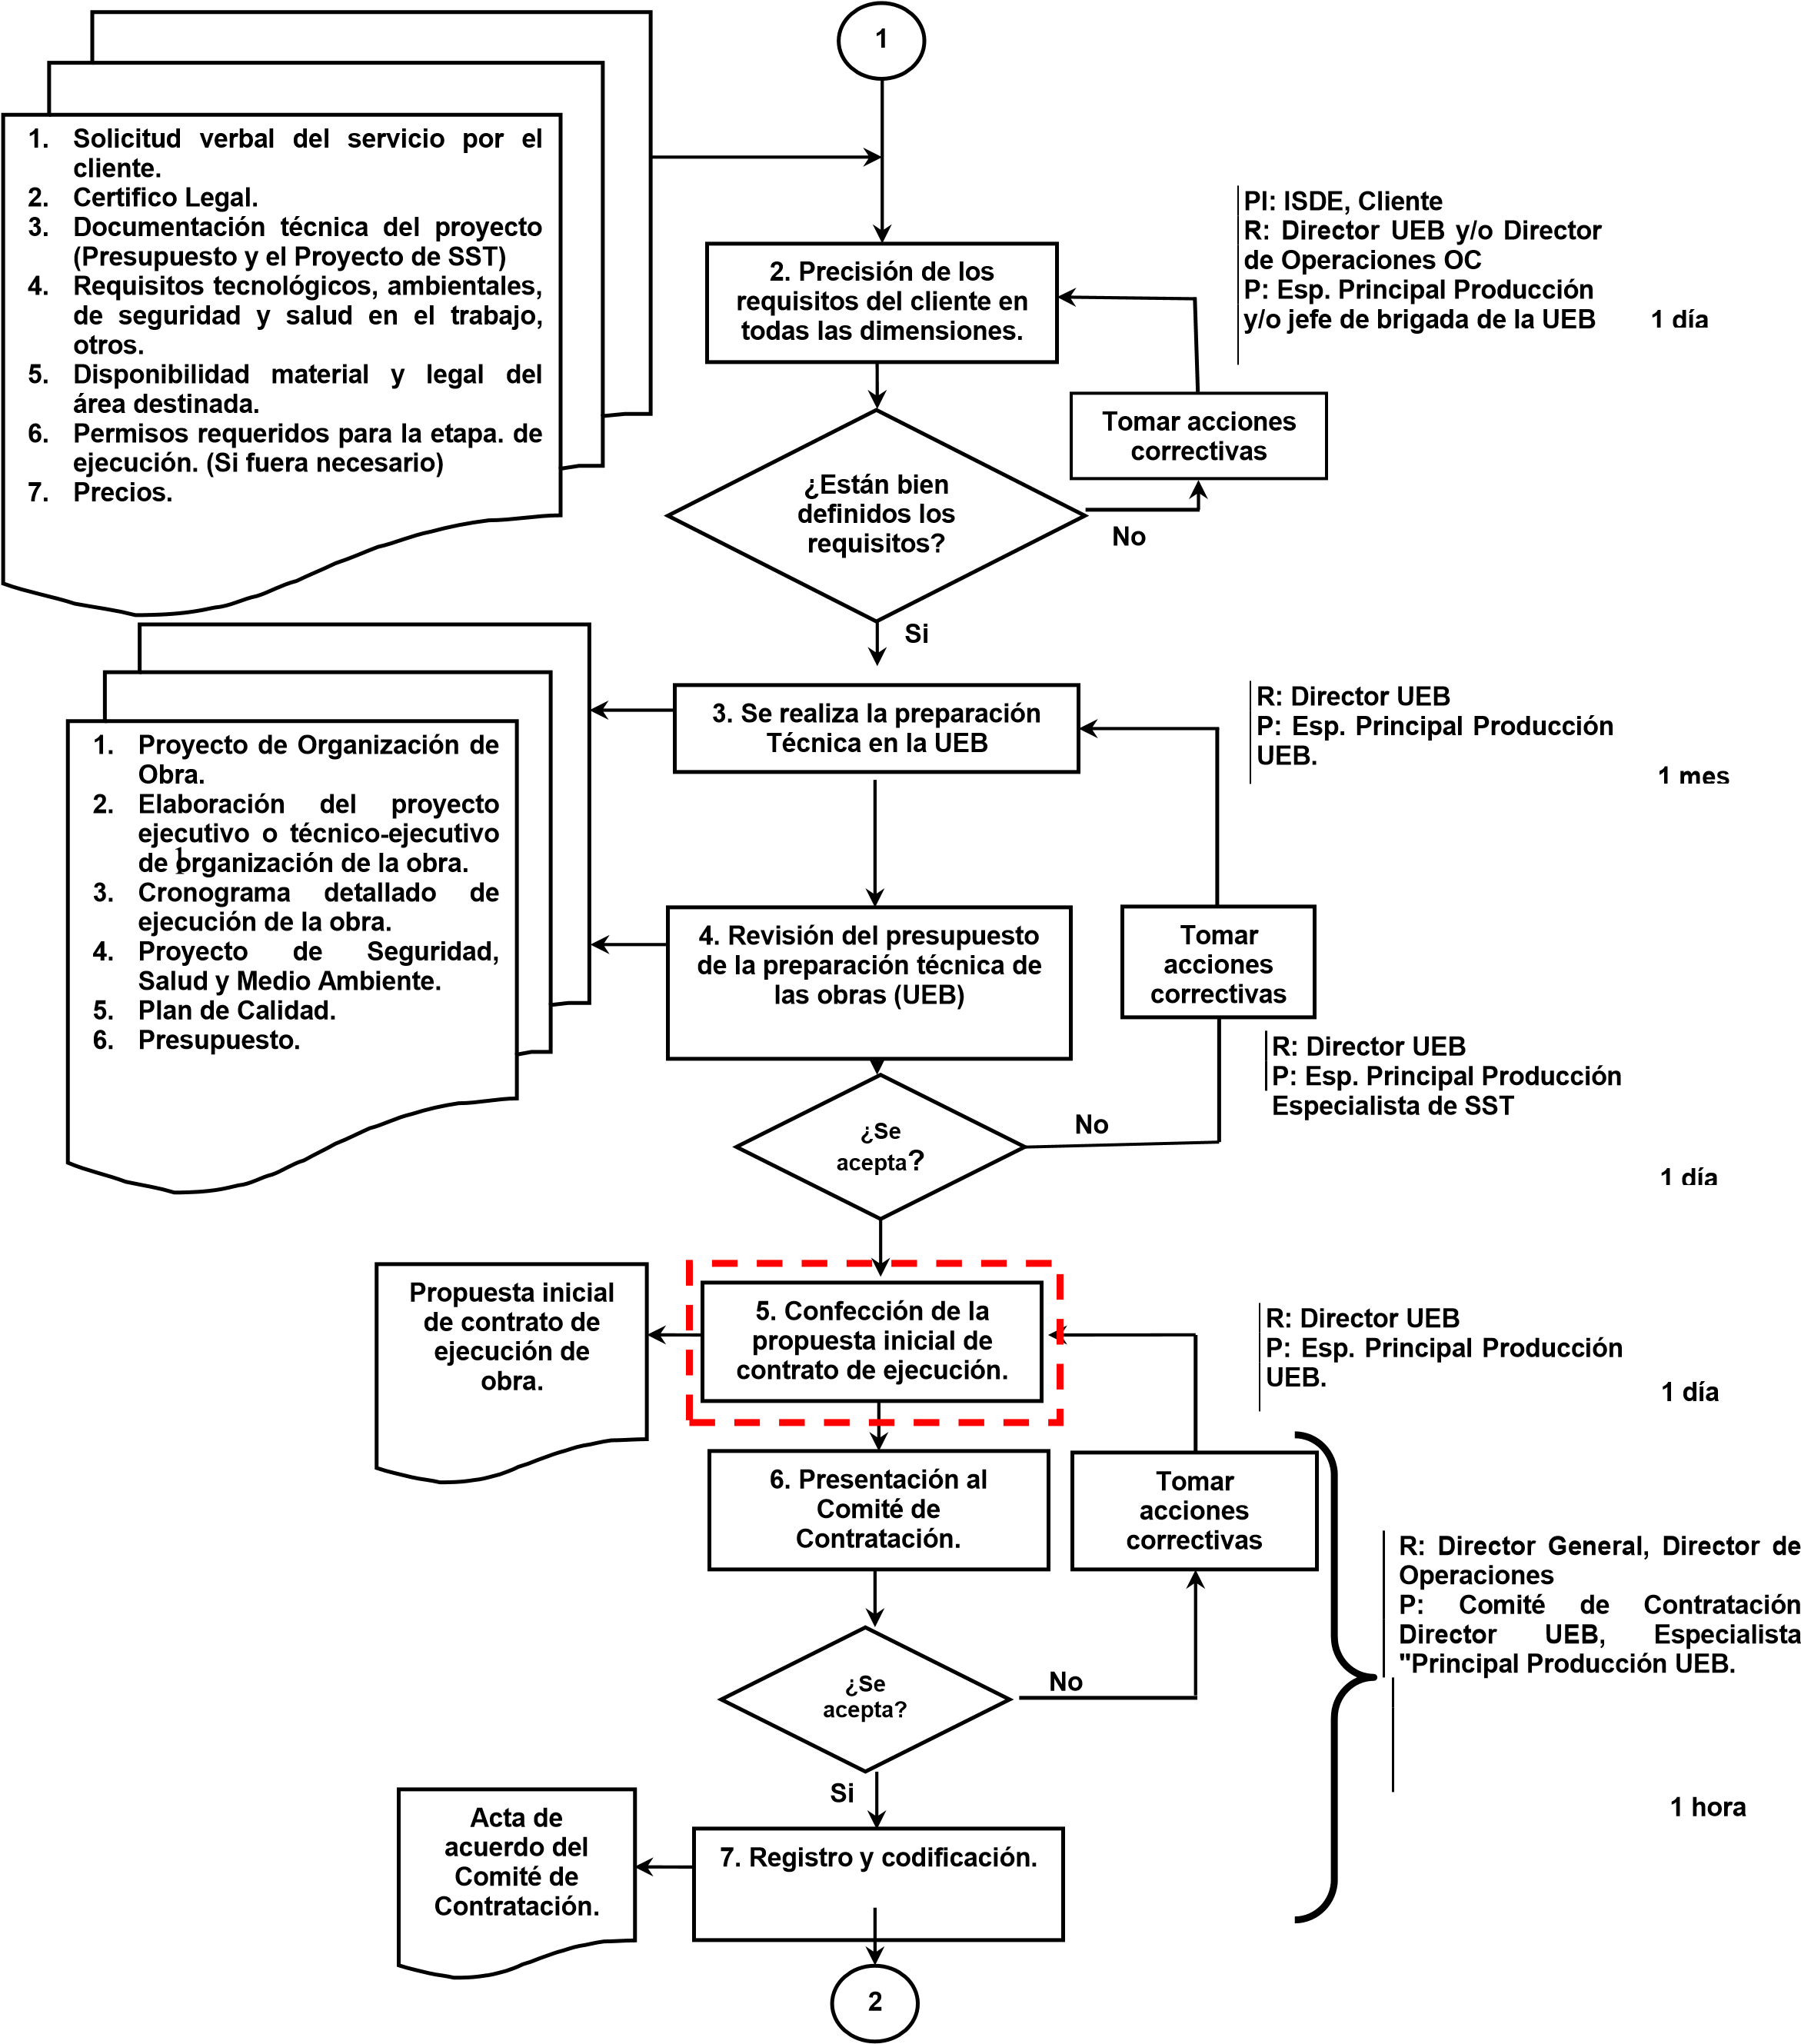 1
1. Solicitud verbal del servicio por el
cliente.
2. Certifico Legal.
3. Documentación técnica del proyecto
(Presupuesto y el Proyecto de SST)
4. Requisitos tecnológicos, ambientales,
de seguridad y salud en el trabajo,
otros.
5. Disponibilidad material y legal del
área destinada.
6. Permisos requeridos para la etapa. de
ejecución. (Si fuera necesario)
7. Precios.
2. Precisión de los
requisitos del cliente en
todas las dimensiones.
PI: ISDE, Cliente
R: Director UEB y/o Director
de Operaciones OC
P: Esp. Principal Producción
y/o jefe de brigada de la UEB
1 día
Tomar acciones
correctivas
¿Están bien
definidos los
requisitos?
No
Si
3. Se realiza la preparación
Técnica en la UEB
R: Director UEB
P: Esp. Principal Producción
UEB.
1 mes
1. Proyecto de Organización de
Obra.
2. Elaboración del proyecto
ejecutivo o técnico-ejecutivo
de organización de la obra.
1
3. Cronograma detallado de
ejecución de la obra.
4. Proyecto de Seguridad,
Salud y Medio Ambiente.
5. Plan de Calidad.
6. Presupuesto.
4. Revisión del presupuesto
de la preparación técnica de
las obras (UEB)
Tomar
acciones
correctivas
R: Director UEB
P: Esp. Principal Producción
Especialista de SST
1 día
¿Se
acepta?
No
Propuesta inicial
de contrato de
ejecución de
obra.
5. Confección de la
propuesta inicial de
contrato de ejecución.
R: Director UEB
P: Esp. Principal Producción
UEB.
1 día
6. Presentación al
Comité de
Contratación.
Tomar
acciones
correctivas
R: Director General, Director de
Operaciones
P: Comité de Contratación
Director UEB, Especialista
"Principal Producción UEB.
1 hora
¿Se
acepta?
No
Si
Acta de
acuerdo del
Comité de
Contratación.
7. Registro y codificación.
2